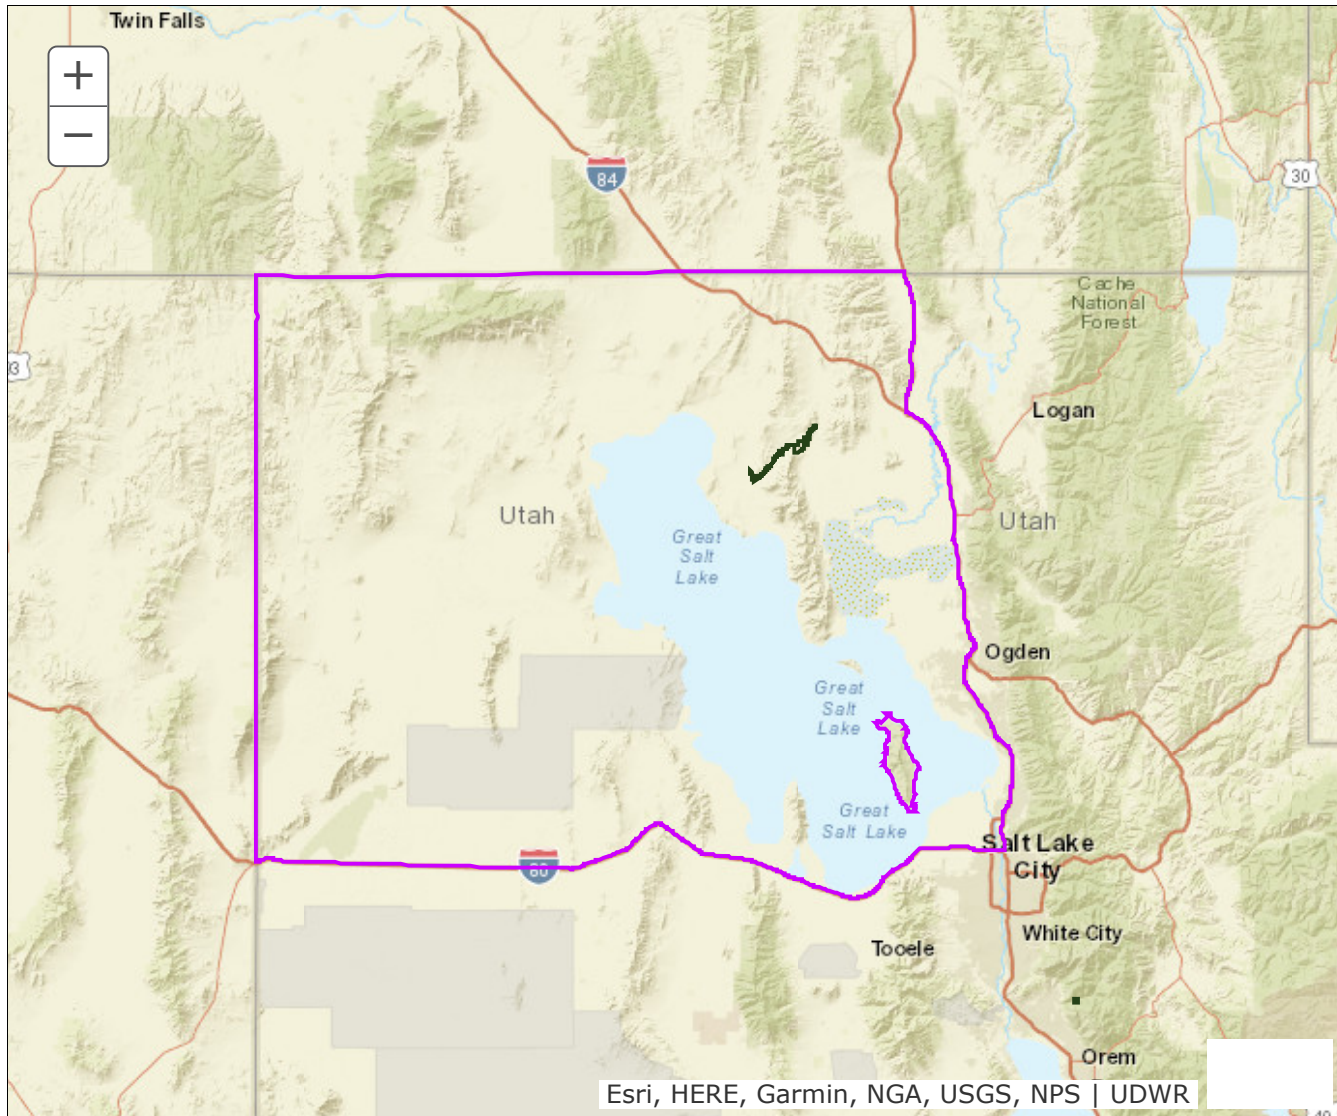 Twin Falls
+
−
84
30
Cache
National
Forest
3
Logan
Utah
Utah
Great
Salt
Lake
Ogden
Great
Salt
Lake
Great
Salt Lake
Salt Lake
City
80
White City
Tooele
Orem
Esri, HERE, Garmin, NGA, USGS, NPS | UDWR